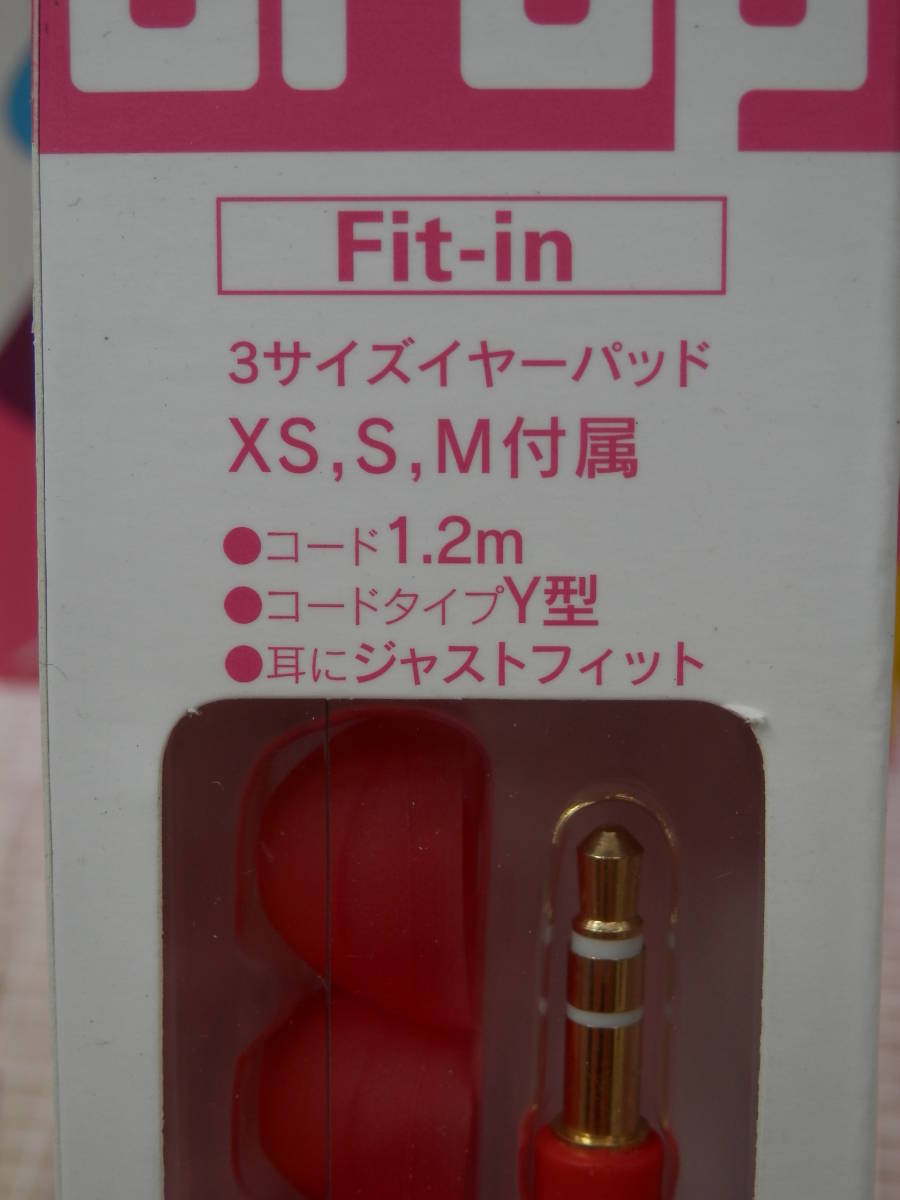 Fit-in
3サイズイヤーパッド
XS,S,M付属
●コード1.2m
●コードタイプY型
●耳にジャストフィット